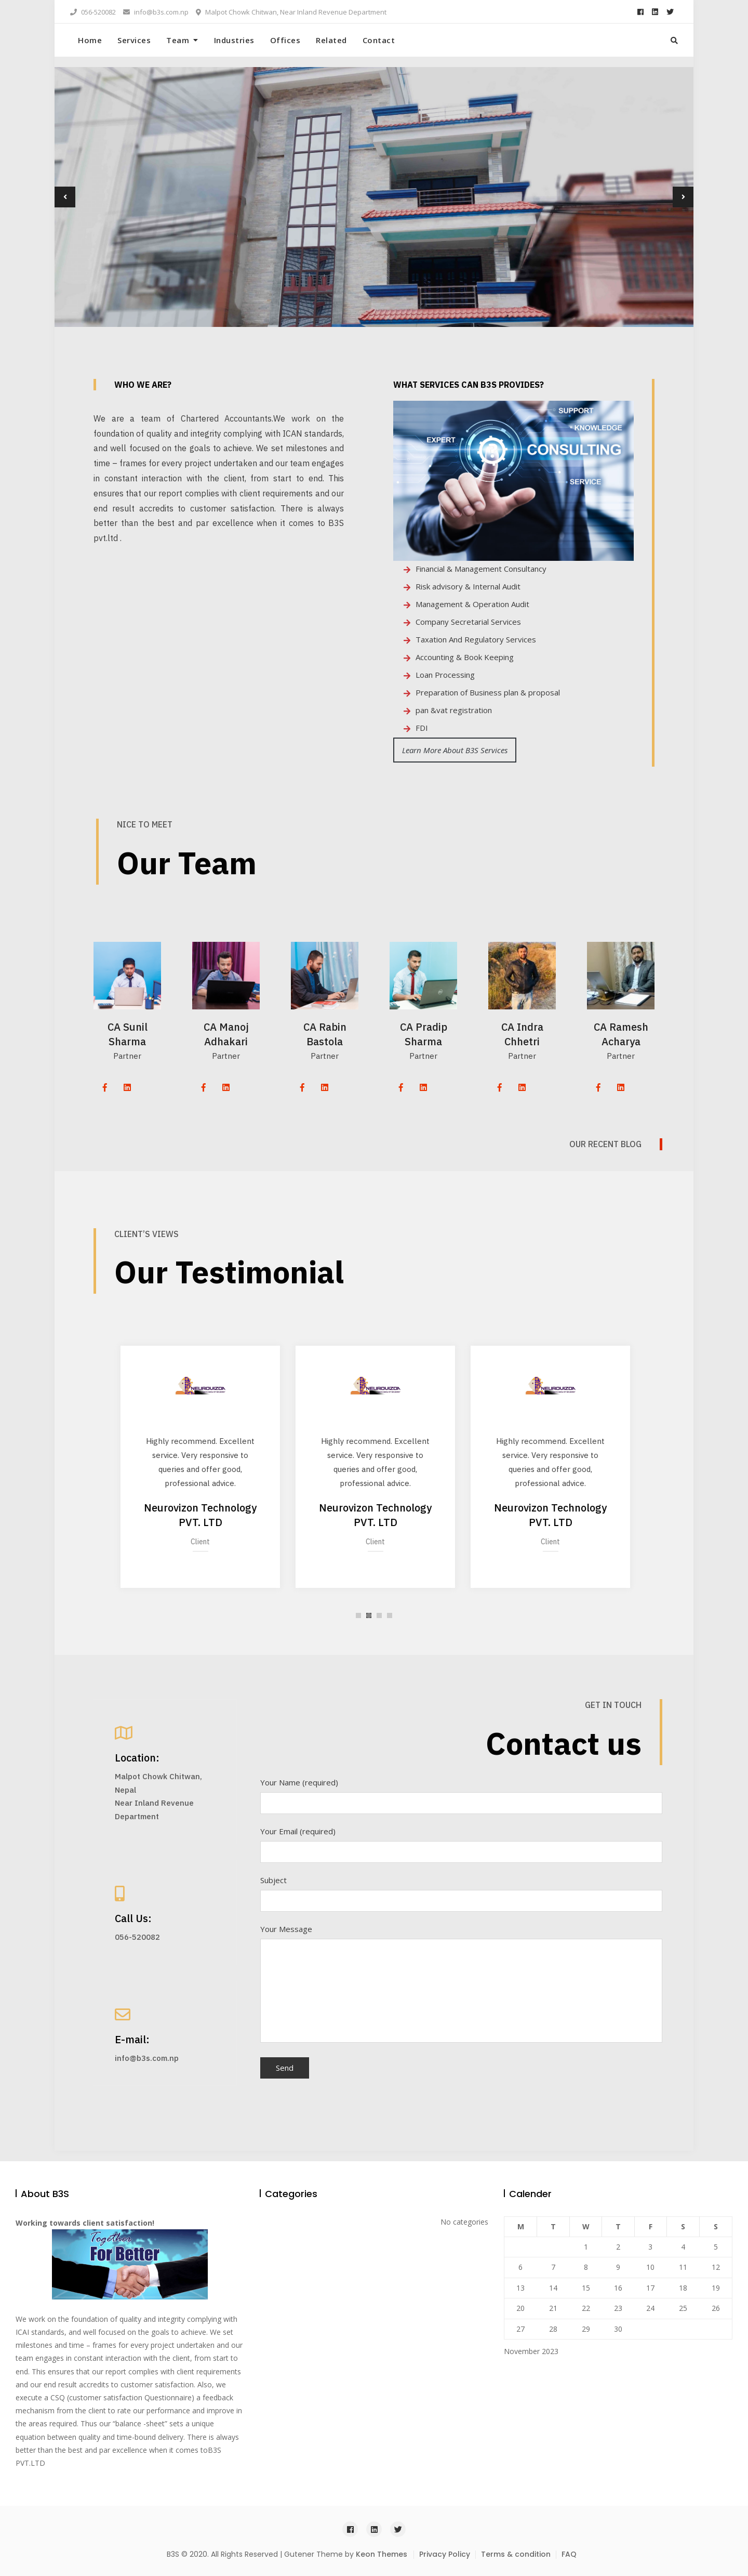 056-520082 info@b3s.com.np Malpot Chowk Chitwan, Near Inland Revenue Department
Home Services Team Industries Offices Related Contact
WHO WE ARE?
We are a team of Chartered Accountants.We work on the
foundation of quality and integrity complying with ICAN standards,
and well focused on the goals to achieve. We set milestones and
time – frames for every project undertaken and our team engages
in constant interaction with the client, from start to end. This
ensures that our report complies with client requirements and our
end result accredits to customer satisfaction. There is always
better than the best and par excellence when it comes to B3S
pvt.ltd .
WHAT SERVICES CAN B3S PROVIDES?
SUPPORT
KNOWLEDGE
EXPERT
CONSULTING
SERVICE
Financial & Management Consultancy
Risk advisory & Internal Audit
Management & Operation Audit
Company Secretarial Services
Taxation And Regulatory Services
Accounting & Book Keeping
Loan Processing
Preparation of Business plan & proposal
pan &vat registration
FDI
Learn More About B3S Services
NICE TO MEET
Our Team
CA Sunil
Sharma
Partner
CA Manoj
Adhakari
Partner
CA Rabin
Bastola
Partner
CA Pradip
Sharma
Partner
CA Indra
Chhetri
Partner
CA Ramesh
Acharya
Partner
OUR RECENT BLOG
CLIENT'S VIEWS
Our Testimonial
NEUROVIZON
Highly recommend. Excellent
service. Very responsive to
queries and offer good,
professional advice.
Neurovizon Technology
PVT. LTD
Client
NEUROVIZON
Highly recommend. Excellent
service. Very responsive to
queries and offer good,
professional advice.
Neurovizon Technology
PVT. LTD
Client
NEUROVIZON
Highly recommend. Excellent
service. Very responsive to
queries and offer good,
professional advice.
Neurovizon Technology
PVT. LTD
Client
Location:
Malpot Chowk Chitwan,
Nepal
Near Inland Revenue
Department
Call Us:
056-520082
E-mail:
info@b3s.com.np
GET IN TOUCH
Contact us
Your Name (required)
Your Email (required)
Subject
Your Message
Send
About B3S
Working towards client satisfaction!
Together
FOR Better
We work on the foundation of quality and integrity complying with
ICAI standards, and well focused on the goals to achieve. We set
milestones and time – frames for every project undertaken and our
team engages in constant interaction with the client, from start to
end. This ensures that our report complies with client requirements
and our end result accredits to customer satisfaction. Also, we
execute a CSQ (customer satisfaction Questionnaire) a feedback
mechanism from the client to rate our performance and improve in
the areas required. Thus our "balance -sheet" sets a unique
equation between quality and time-bound delivery. There is always
better than the best and par excellence when it comes toB3S
PVT.LTD
Categories
No categories
Calender
M T W T F S S
1 2 3 4 5
6 7 8 9 10 11 12
13 14 15 16 17 18 19
20 21 22 23 24 25 26
27 28 29 30
November 2023
B3S © 2020. All Rights Reserved | Gutener Theme by Keon Themes Privacy Policy Terms & condition FAQ